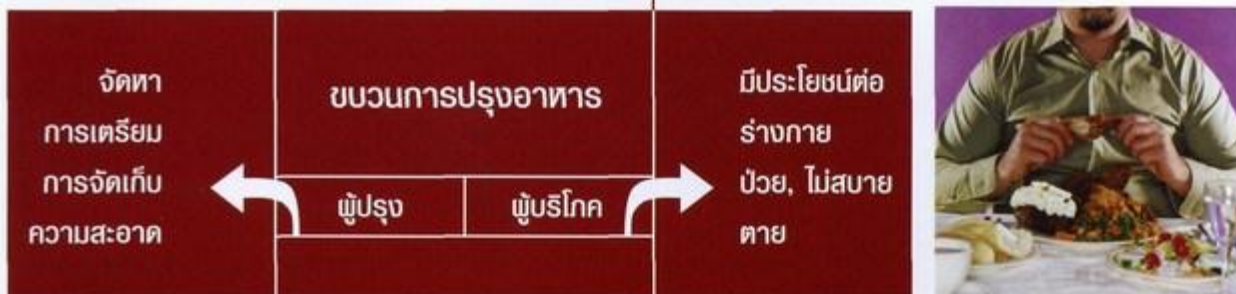 จัดหา
การเตรียม
การจัดเก็บ
ความสะอาด
ขบวนการปรุงอาหาร
ผู้ปรุง
ผู้บริโภค
มีประโยชน์ต่อ
ร่างกาย
ป่วย, ไม่สบาย
ตาย